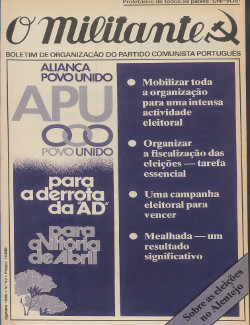 Proletários de todos os países: UNI-VOS!
O Militante
BOLETIM DE ORGANIZAÇÃO DO PARTIDO COMUNISTA PORTUGUÊS
ALIANÇA
POVO UNIDO
APU
POVO UNIDO
para
a derrota
da "AD"
para
a vitória
de Abril
Mobilizar toda
a organização
para uma intensa
actividade
eleitoral
Organizar
a fiscalização das
eleições — tarefa
essencial
Uma campanha
eleitoral para
vencer
Mealhada — um
resultado
significativo
Sobre as eleições
no Alentejo